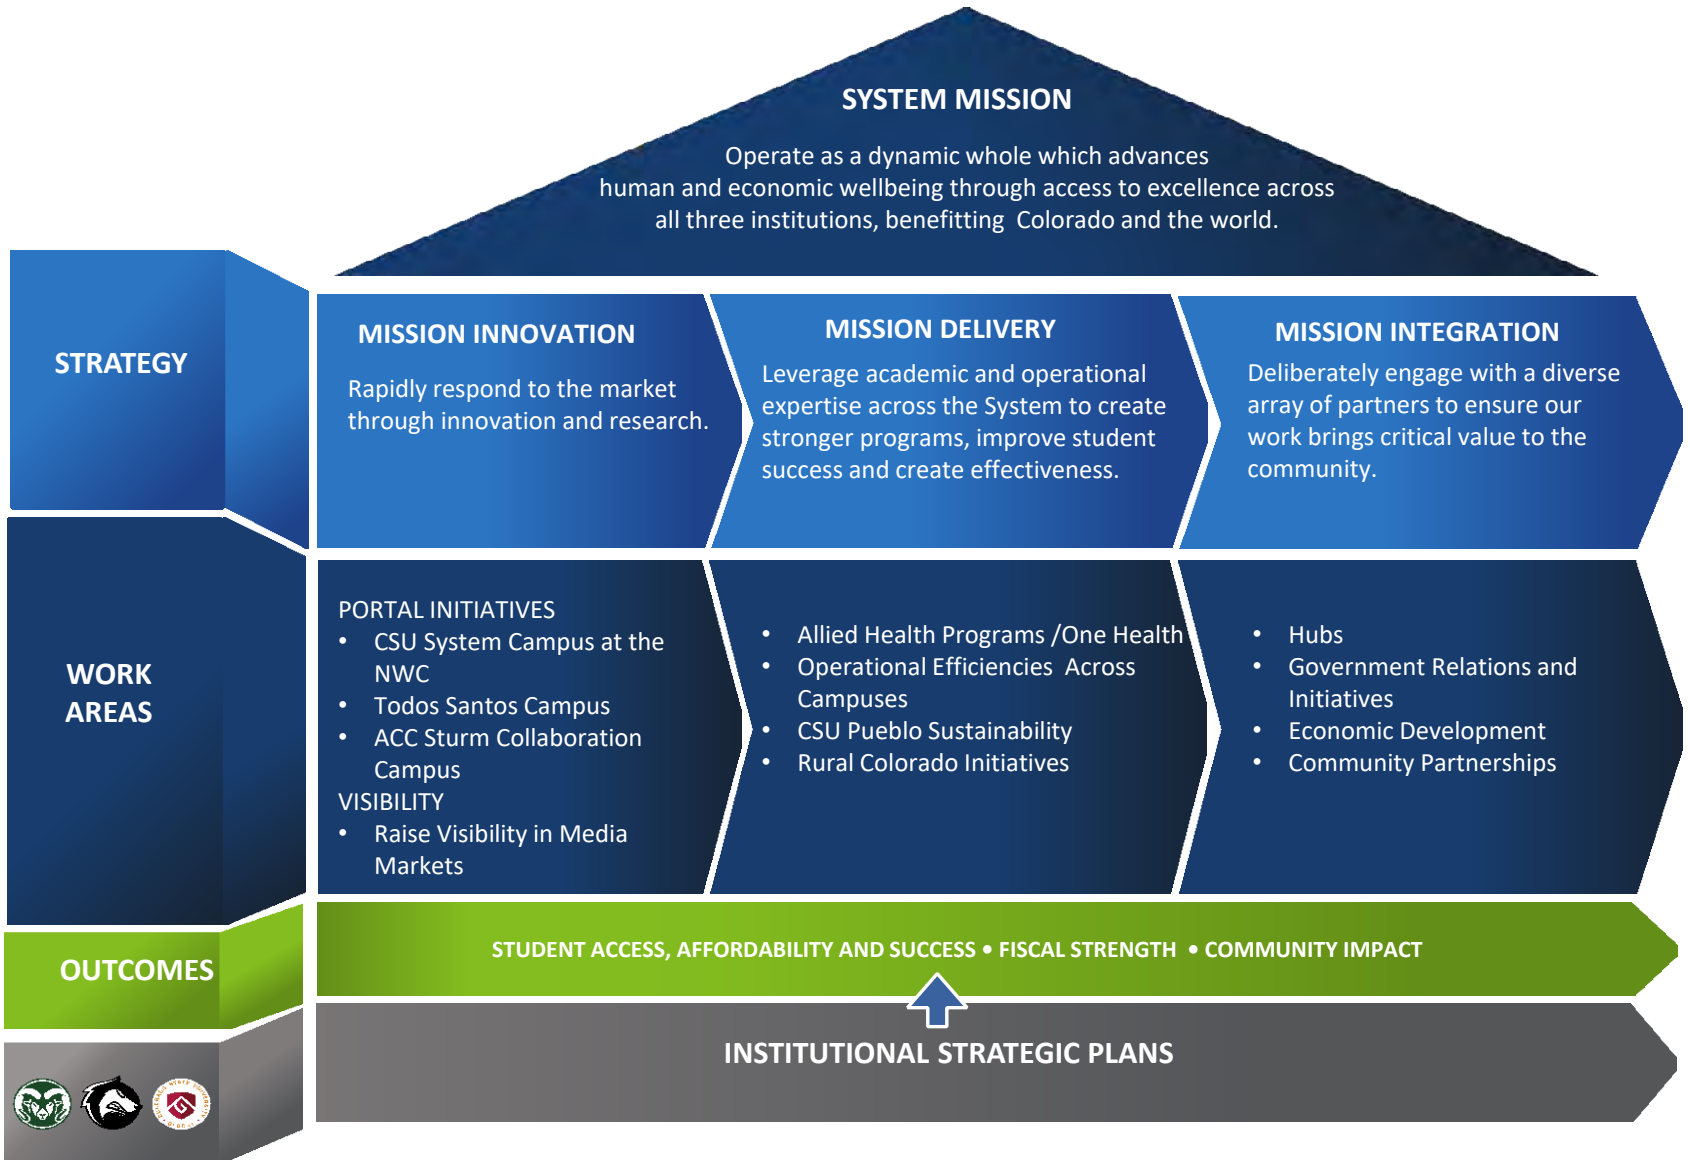 SYSTEM MISSION
Operate as a dynamic whole which advances
human and economic wellbeing through access to excellence across
all three institutions, benefitting Colorado and the world.
STRATEGY
MISSION INNOVATION
Rapidly respond to the market
through innovation and research.
MISSION DELIVERY
Leverage academic and operational
expertise across the System to create
stronger programs, improve student
success and create effectiveness.
MISSION INTEGRATION
Deliberately engage with a diverse
array of partners to ensure our
work brings critical value to the
community.
WORK
AREAS
PORTAL INITIATIVES
• CSU System Campus at the
NWC
• Todos Santos Campus
• ACC Sturm Collaboration
Campus
VISIBILITY
• Raise Visibility in Media
Markets
• Allied Health Programs /One Health
• Operational Efficiencies Across
Campuses
• CSU Pueblo Sustainability
• Rural Colorado Initiatives
• Hubs
• Government Relations and
Initiatives
• Economic Development
• Community Partnerships
OUTCOMES
STUDENT ACCESS, AFFORDABILITY AND SUCCESS • FISCAL STRENGTH • COMMUNITY IMPACT
INSTITUTIONAL STRATEGIC PLANS
COLORADO STATE UNIVERSITY
GLOBAL